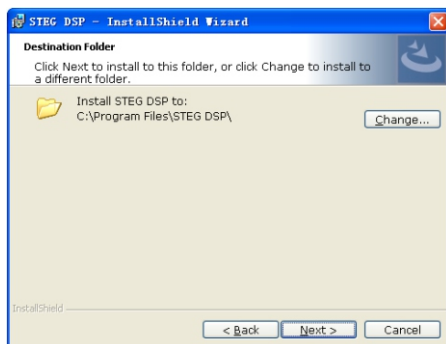 STEG DSP - InstallShield Wizard
Destination Folder
Click Next to install to this folder, or click Change to install to
a different folder.
Install STEG DSP to:
C:\Program Files\STEG DSP\
Change...
InstallShield
< Back
Next >
Cancel